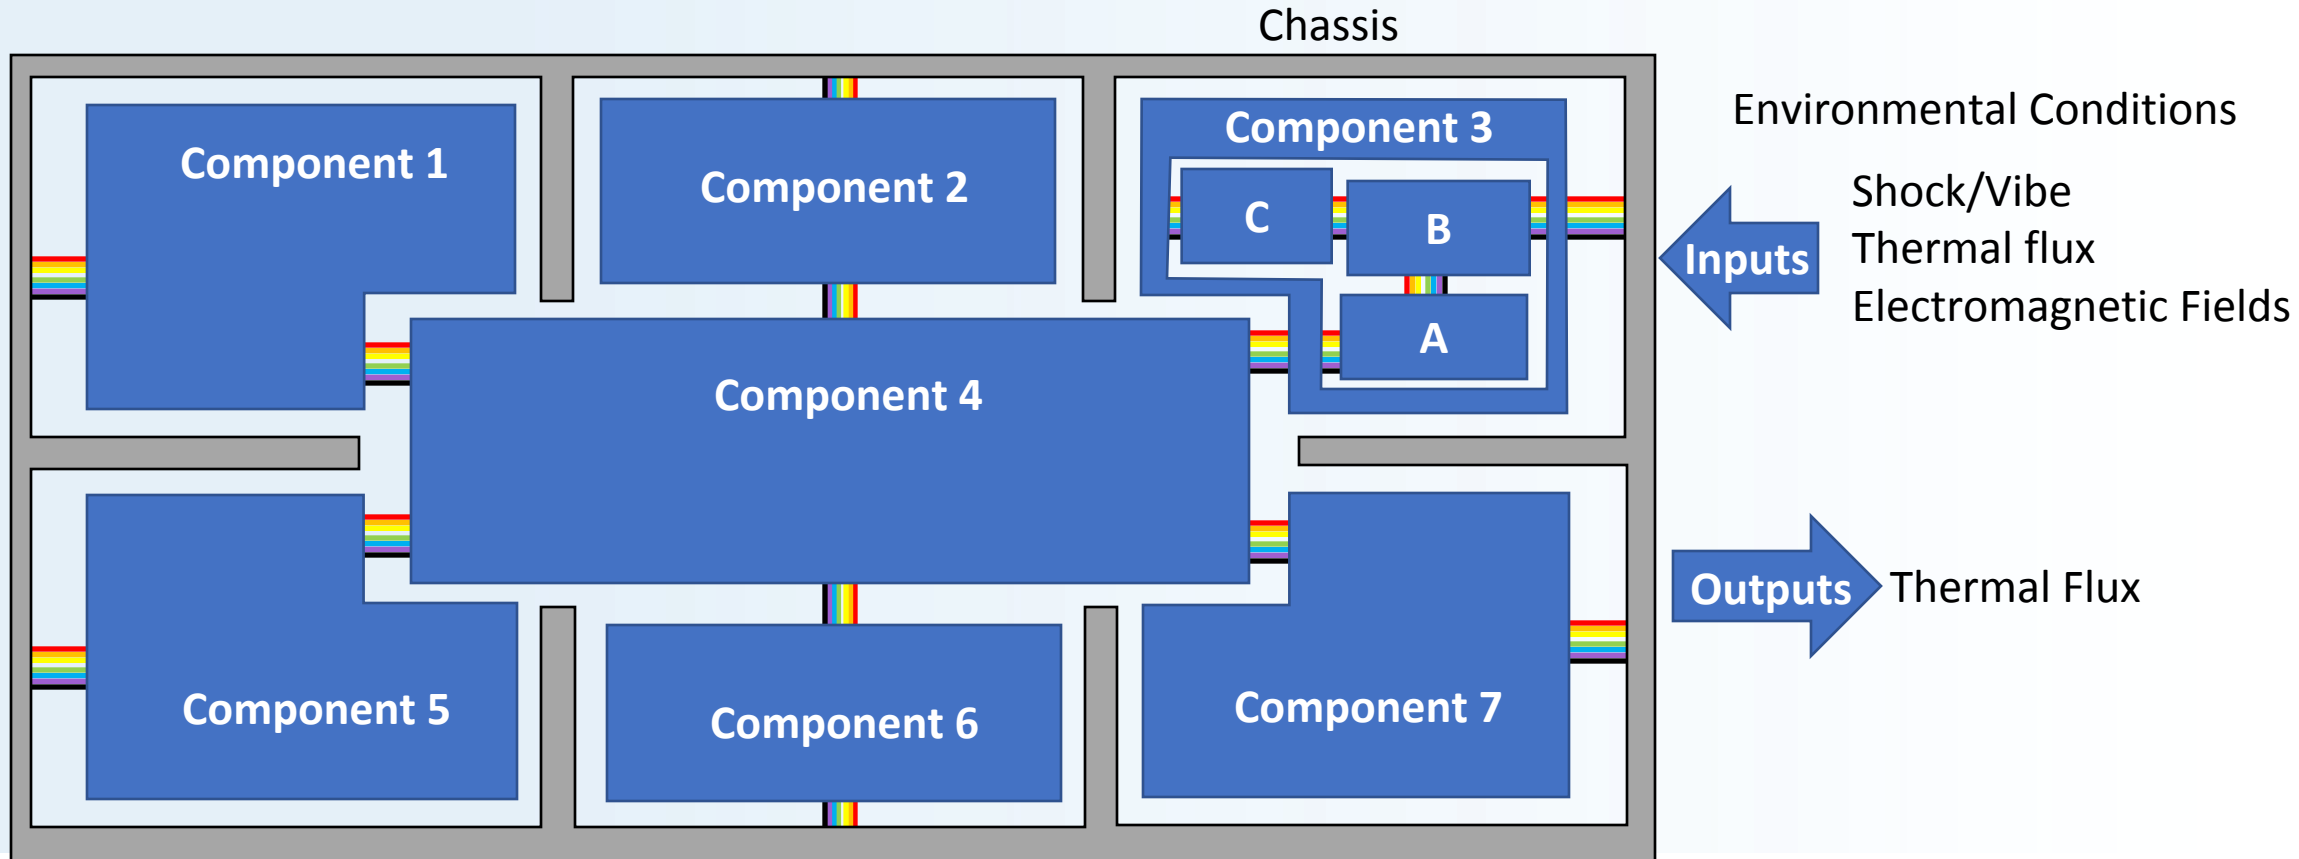 Chassis
Component 1
Component 2
Component 3
C
B
A
Component 4
Component 5
Component 6
Component 7
Environmental Conditions
Inputs
Shock/Vibe
Thermal flux
Electromagnetic Fields
Outputs
Thermal Flux